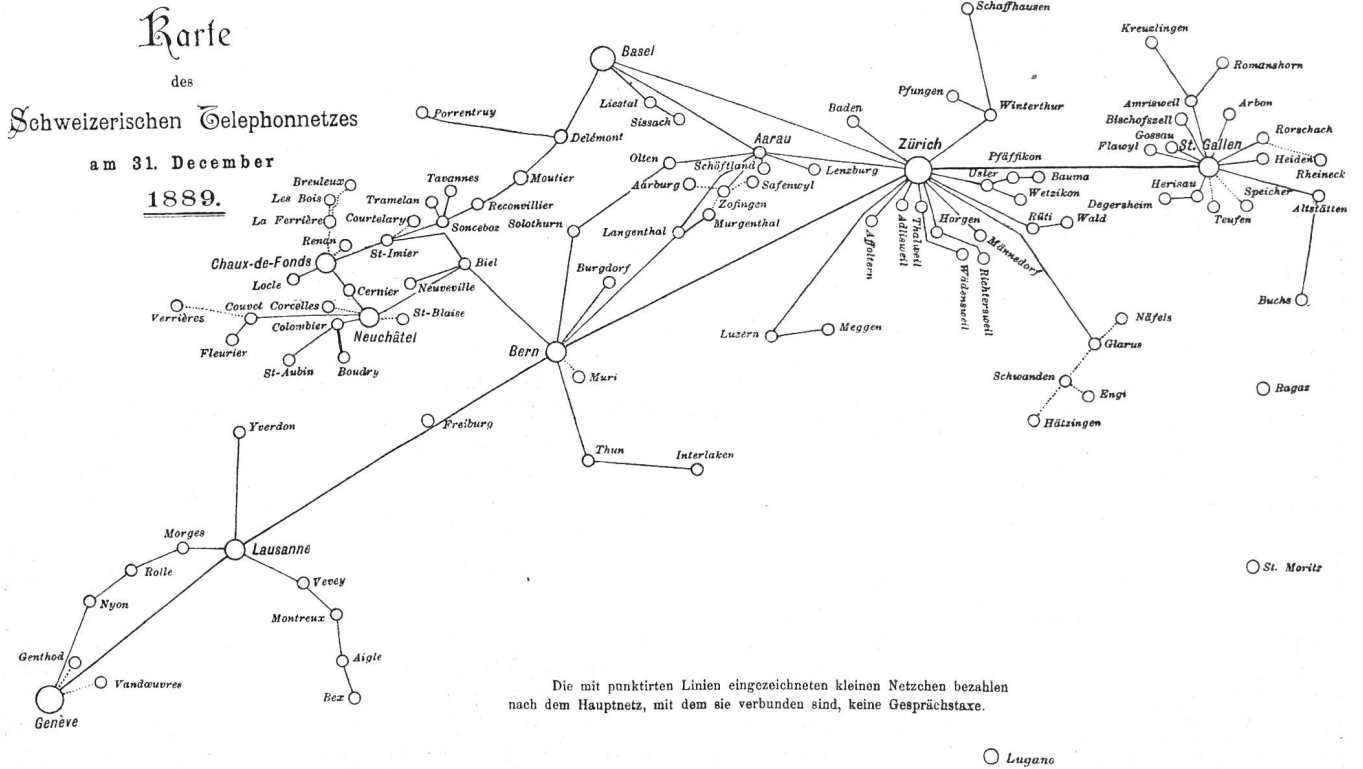 Karte
des
Schweizerischen Telephonnetzes
am 31. December
1889.
Basel
Schaffhausen
Kreuzlingen
Romanshorn
Porrentruy
Liestal
Sissach
Delémont
Baden
Pfungen
Winterthur
Amrisweil
Bischofszell
Arbon
Gossau
Flawyl
St. Gallen
Rorschach
Heiden
Rheineck
Zürich
Aarau
Olten
Schöftland
Lenzburg
Pfäffikon
Uster
Bauma
Wetzikon
Moutier
Aarburg
Safenwyl
Zofingen
Herisau
Degersheim
Speicher
Teufen
Altstätten
Breuleux
Les Bois
La Ferrière
Tavannes
Tramelan
Courtelary
Reconvillier
Sonceboz
Solothurn
Langenthal
Murgenthal
Rüti
Wald
Affoltern
Adlisweil
Thalweil
Horgen
Männedorf
Wädensweil
Richtersweil
Renan
St-Imier
Chaux-de-Fonds
Locle
Cernier
Biel
Neuveville
Burgdorf
Buchs
Verrières
Couvet
Corcelles
Colombier
St-Blaise
Neuchâtel
Fleurier
St-Aubin
Boudry
Bern
Muri
Luzern
Meggen
Näfels
Glarus
Schwanden
Engi
Hätzingen
Ragaz
Freiburg
Yverdon
Thun
Interlaken
Morges
Lausanne
Rolle
Nyon
Vevey
Montreux
Aigle
Bex
Genthod
Vandœuvres
Genève
St. Moritz
Die mit punktirten Linien eingezeichneten kleinen Netzchen bezahlen
nach dem Hauptnetz, mit dem sie verbunden sind, keine Gesprächstaxe.
Lugano